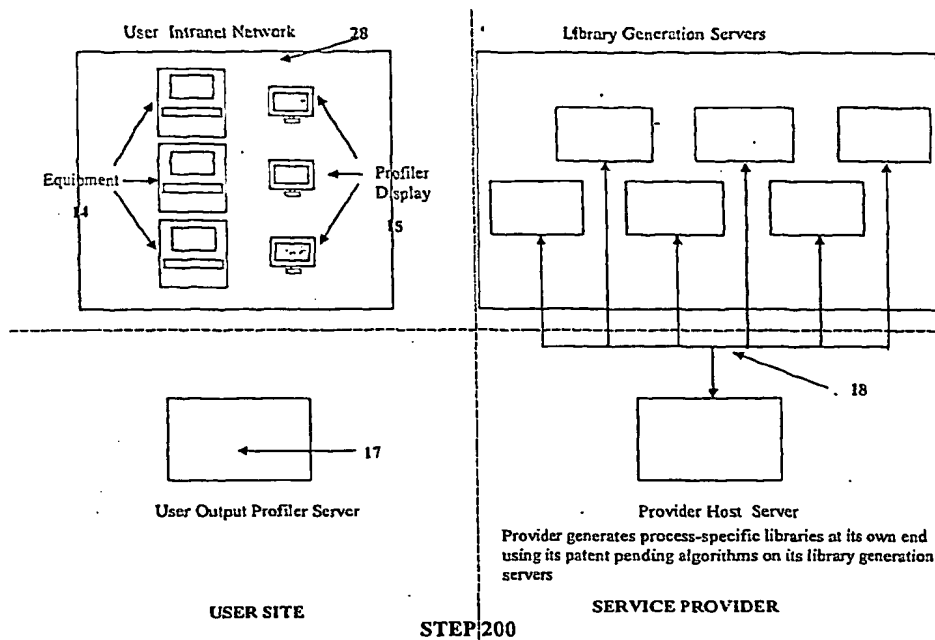 User Intranet Network
28
Library Generation Servers
Equipment
14
Profiler
Display
15
18
17
User Output Profiler Server
Provider Host Server
Provider generates process-specific libraries at its own end
using its patent pending algorithms on its library generation
servers
USER SITE
SERVICE PROVIDER
STEP 200